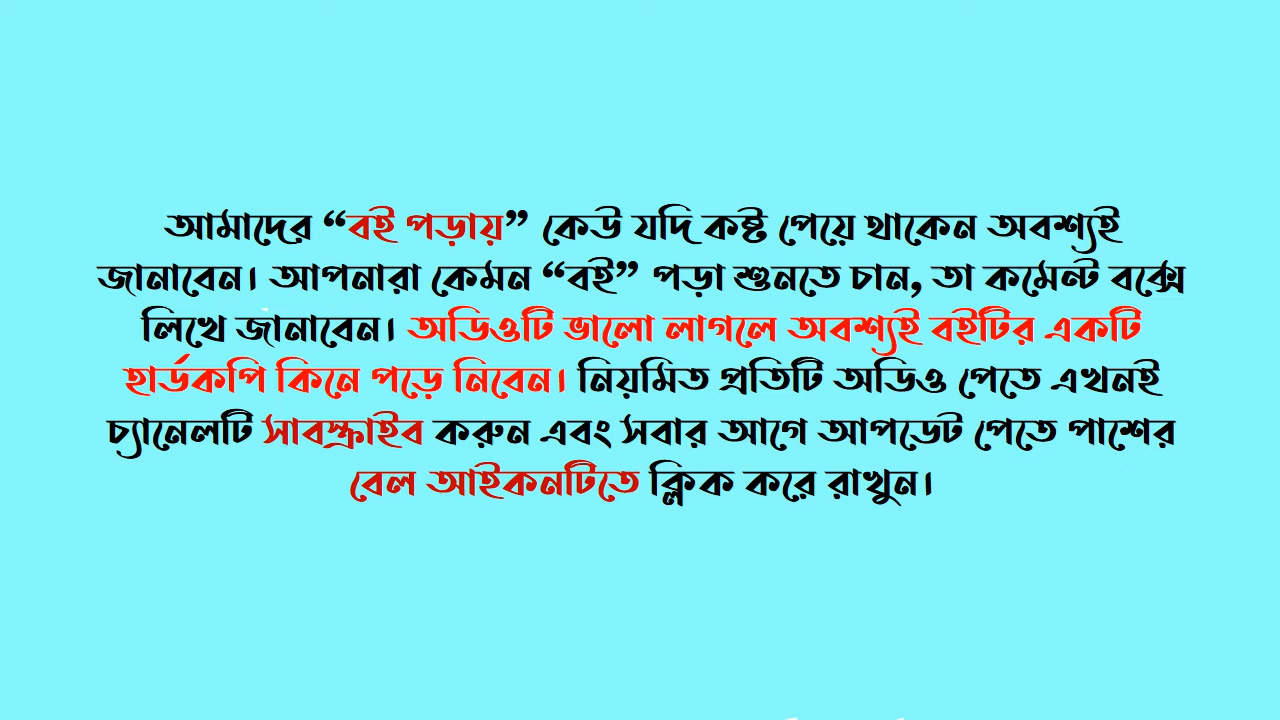 আমাদের “বই পড়ায়” কেউ যদি কষ্ট পেয়ে থাকেন অবশ্যই
জানাবেন। আপনারা কেমন “বই” পড়া শুনতে চান, তা কমেন্ট বক্সে
লিখে জানাবেন। অডিওটি ভালো লাগলে অবশ্যই বইটির একটি
হার্ডকপি কিনে পড়ে নিবেন। নিয়মিত প্রতিটি অডিও পেতে এখনই
চ্যানেলটি সাবস্ক্রাইব করুন এবং সবার আগে আপডেট পেতে পাশের
বেল আইকনটিতে ক্লিক করে রাখুন।